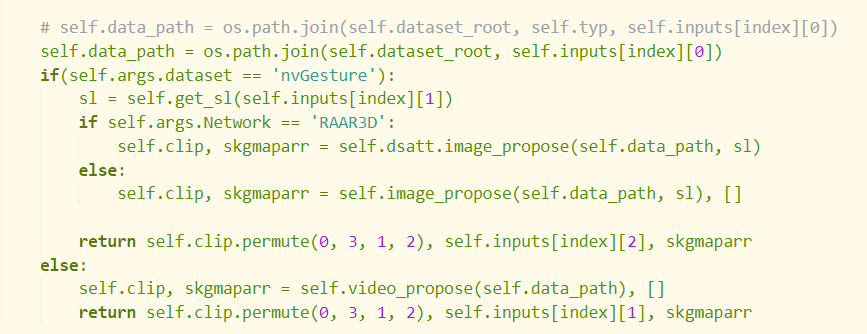 # self.data_path = os.path.join(self.dataset_root, self.typ, self.inputs[index][0])
self.data_path = os.path.join(self.dataset_root, self.inputs[index][0])
if(self.args.dataset == 'nvGesture'):
    sl = self.get_sl(self.inputs[index][1])
    if self.args.Network == 'RAAR3D':
        self.clip, skgmaparr = self.dsatt.image_propose(self.data_path, sl)
    else:
        self.clip, skgmaparr = self.image_propose(self.data_path, sl), []
    return self.clip.permute(0, 3, 1, 2), self.inputs[index][2], skgmaparr
else:
    self.clip, skgmaparr = self.video_propose(self.data_path), []
    return self.clip.permute(0, 3, 1, 2), self.inputs[index][1], skgmaparr